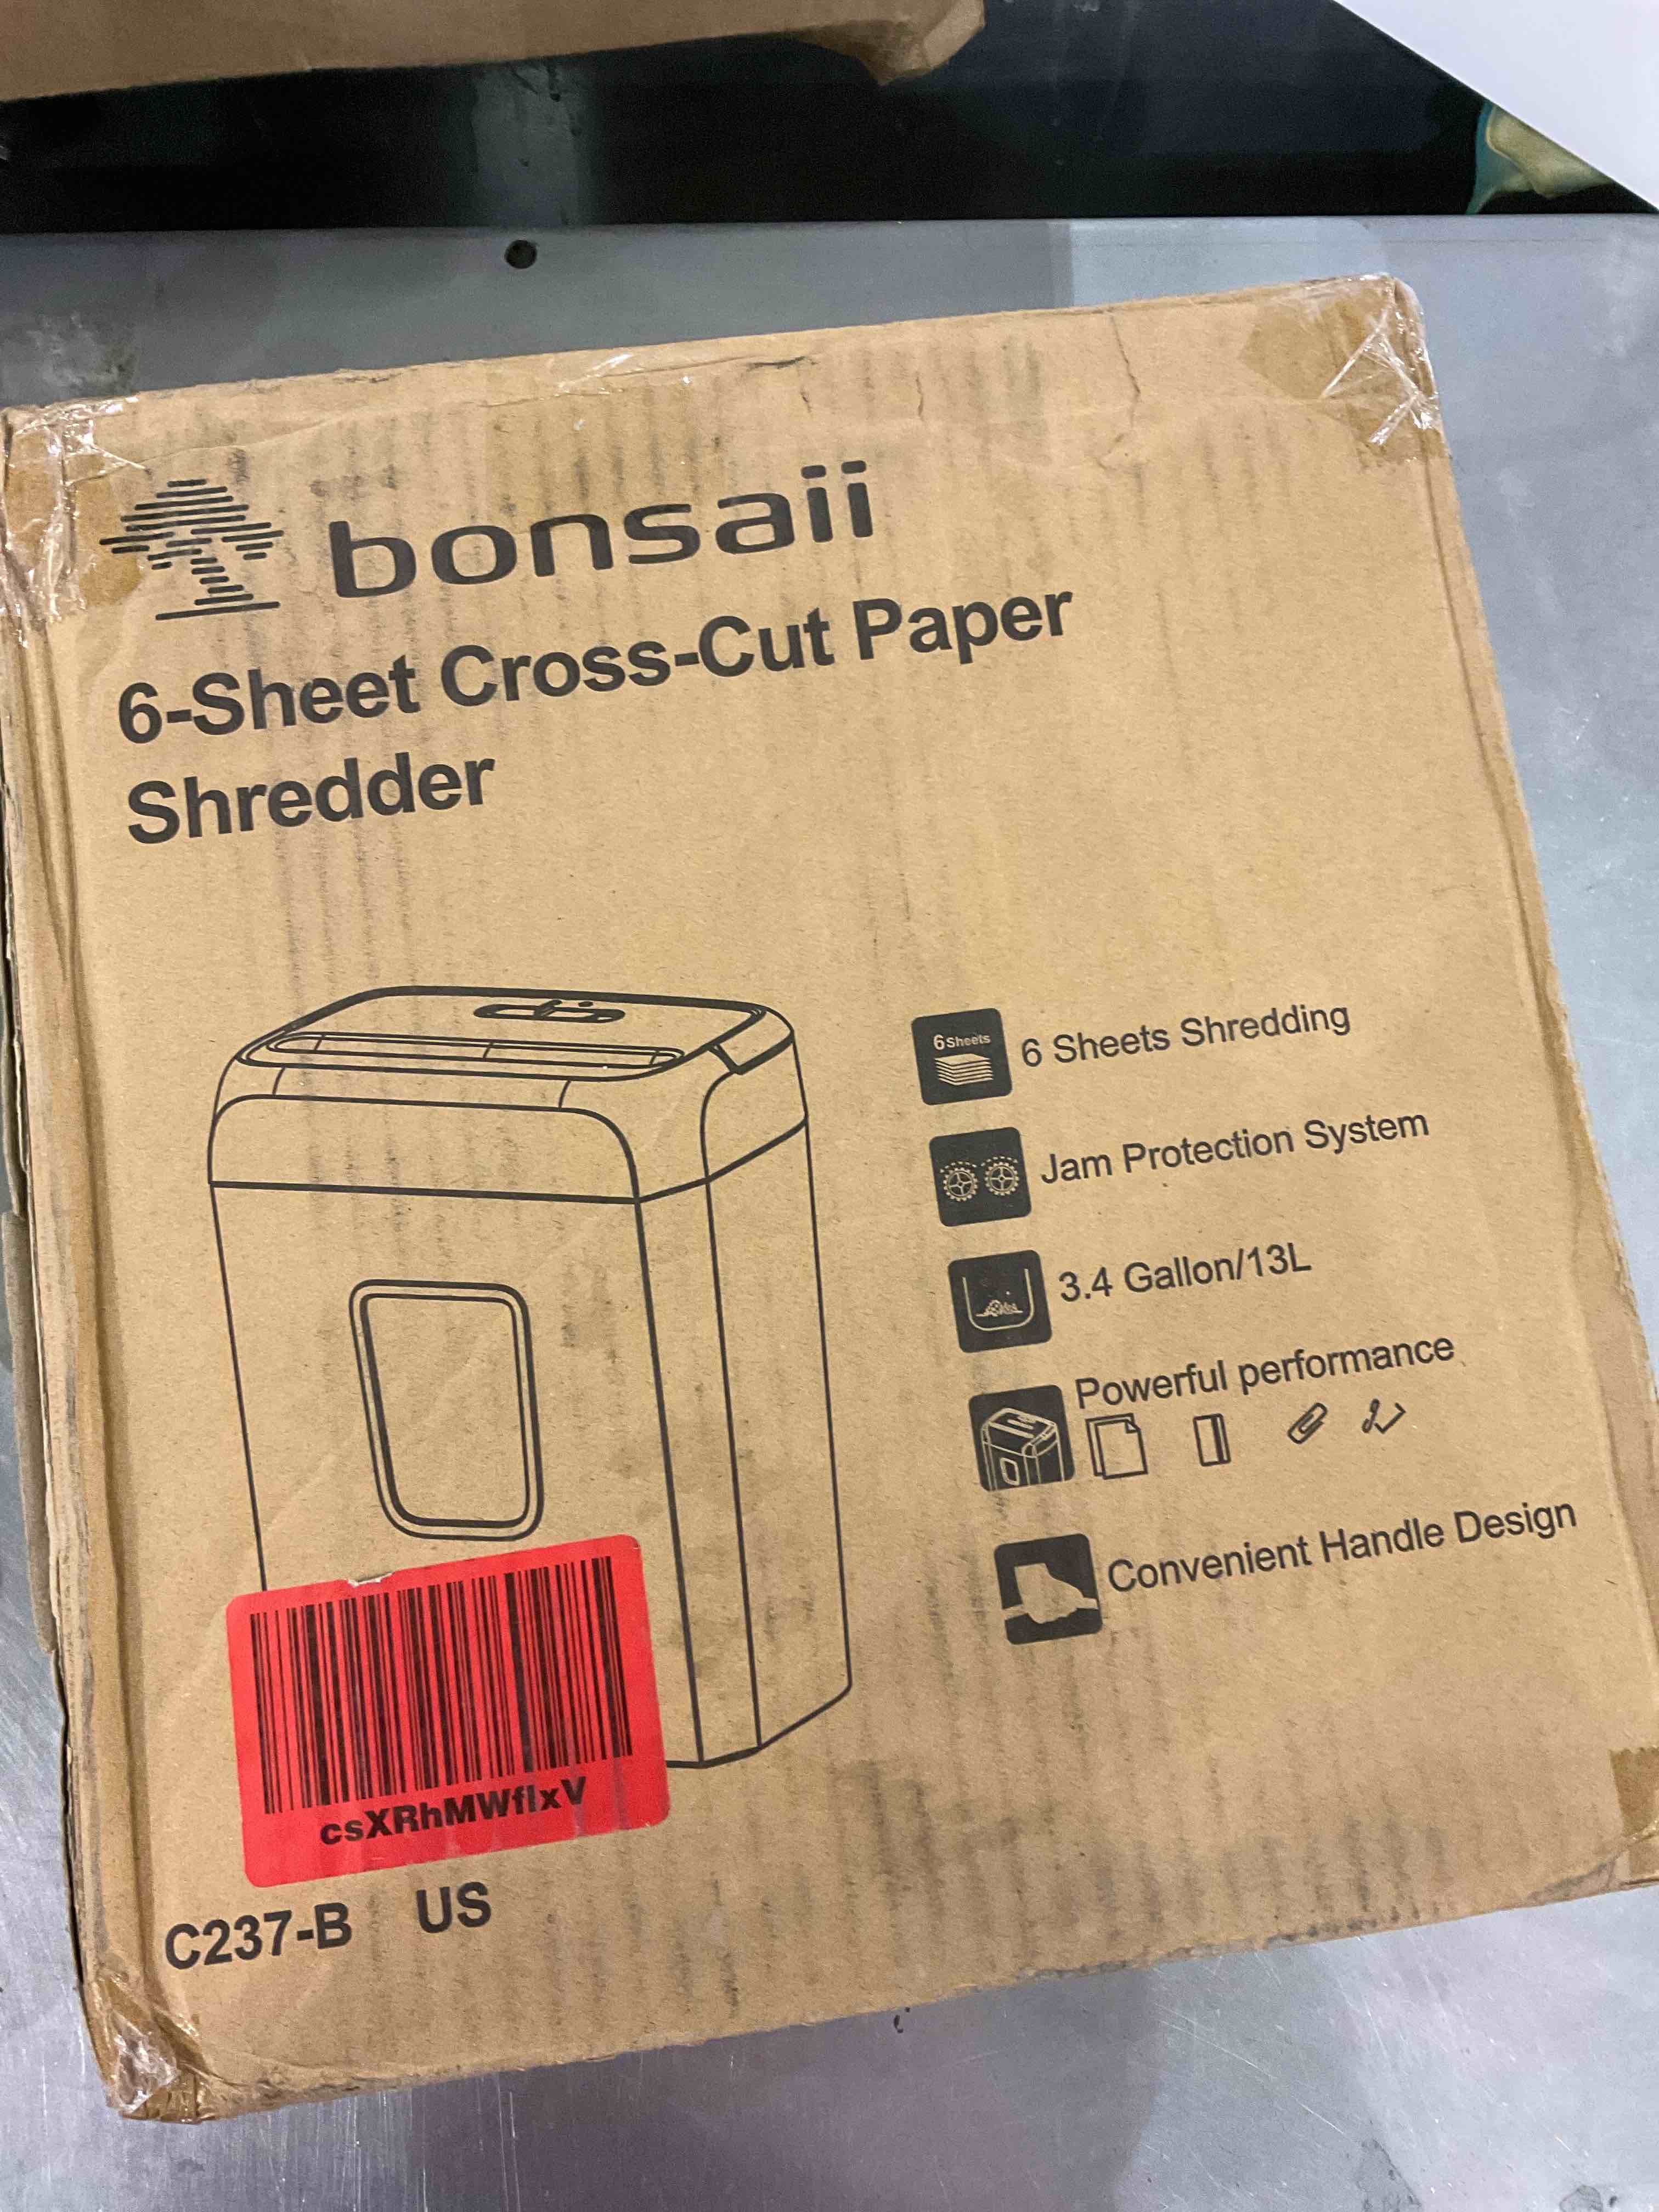 bonsaii
6-Sheet Cross-Cut Paper
Shredder
6 Sheets
6 Sheets Shredding
Jam Protection System
3.4 Gallon/13L
Powerful performance
Convenient Handle Design
csXRhMWflxV
C237-B US